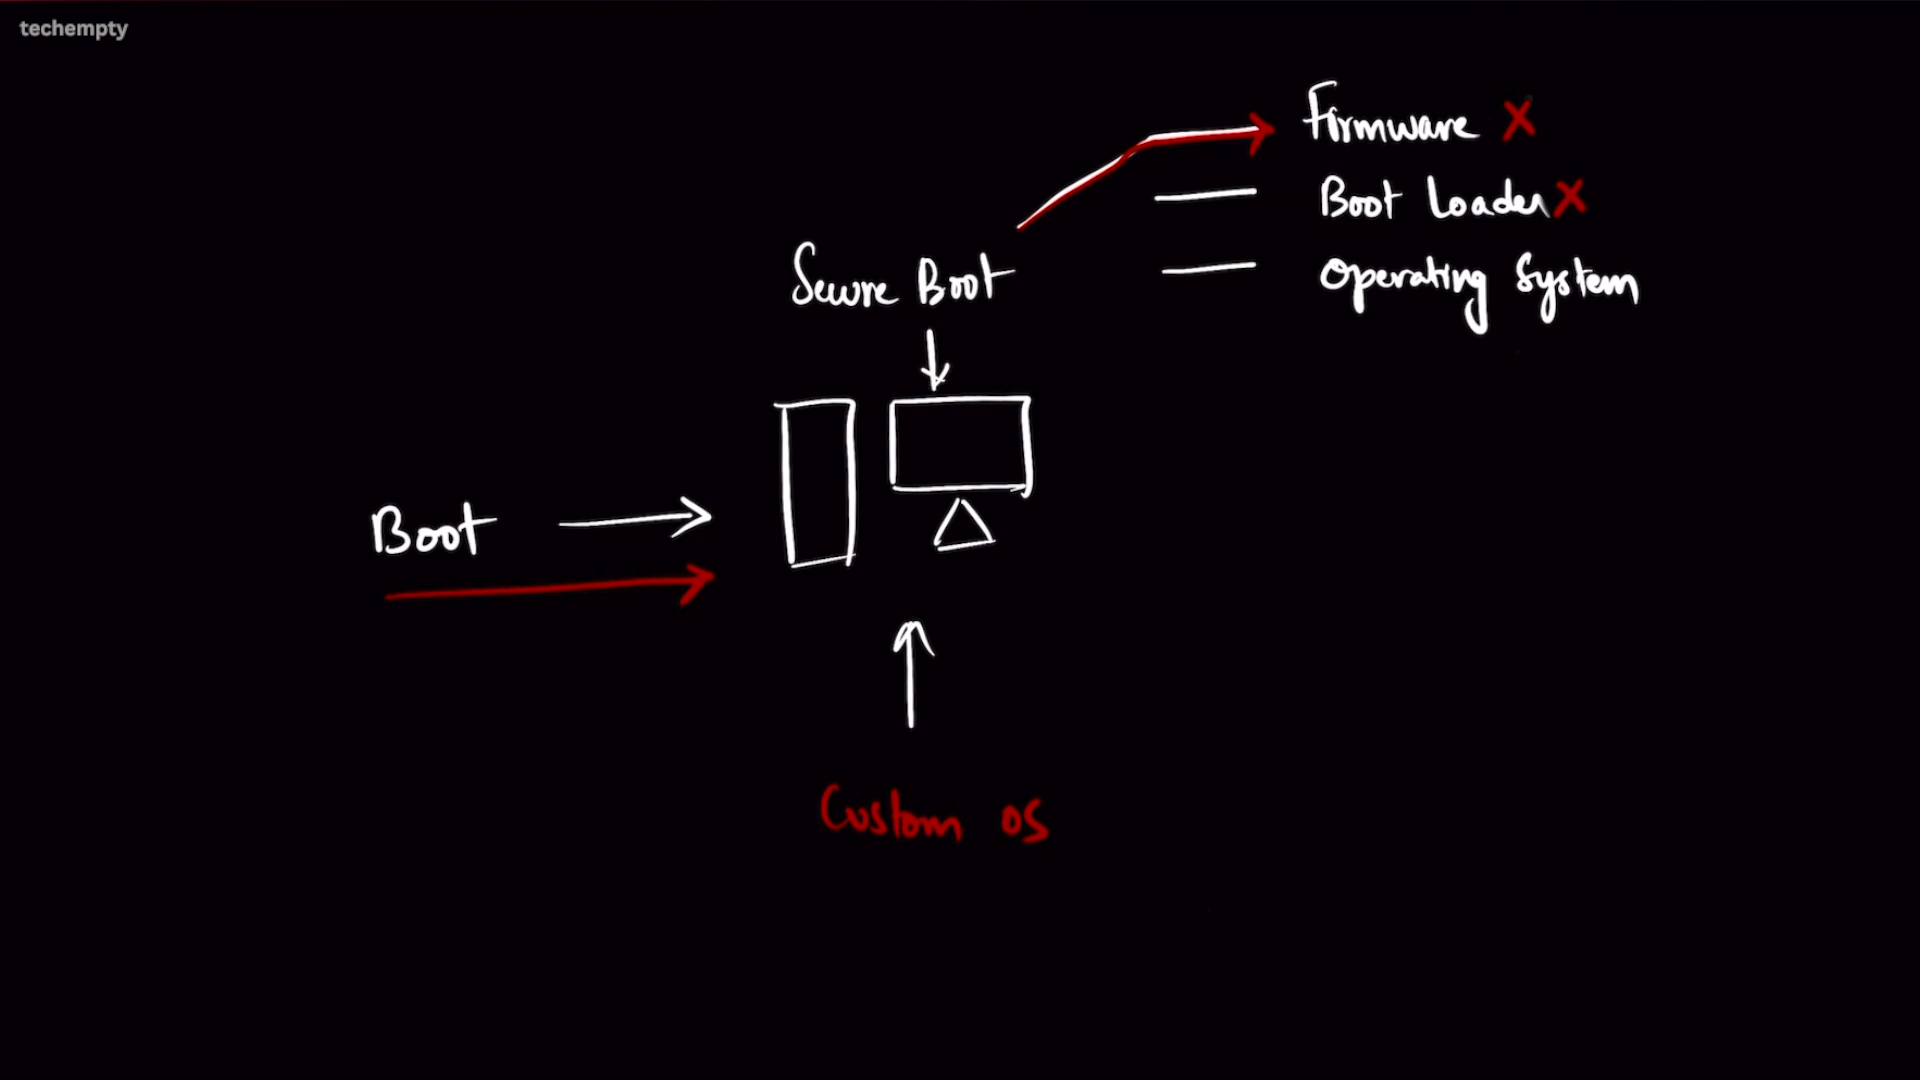 techempty
Firmware X
Boot Loader X
Secure Boot
Operating System
Boot
Custom OS